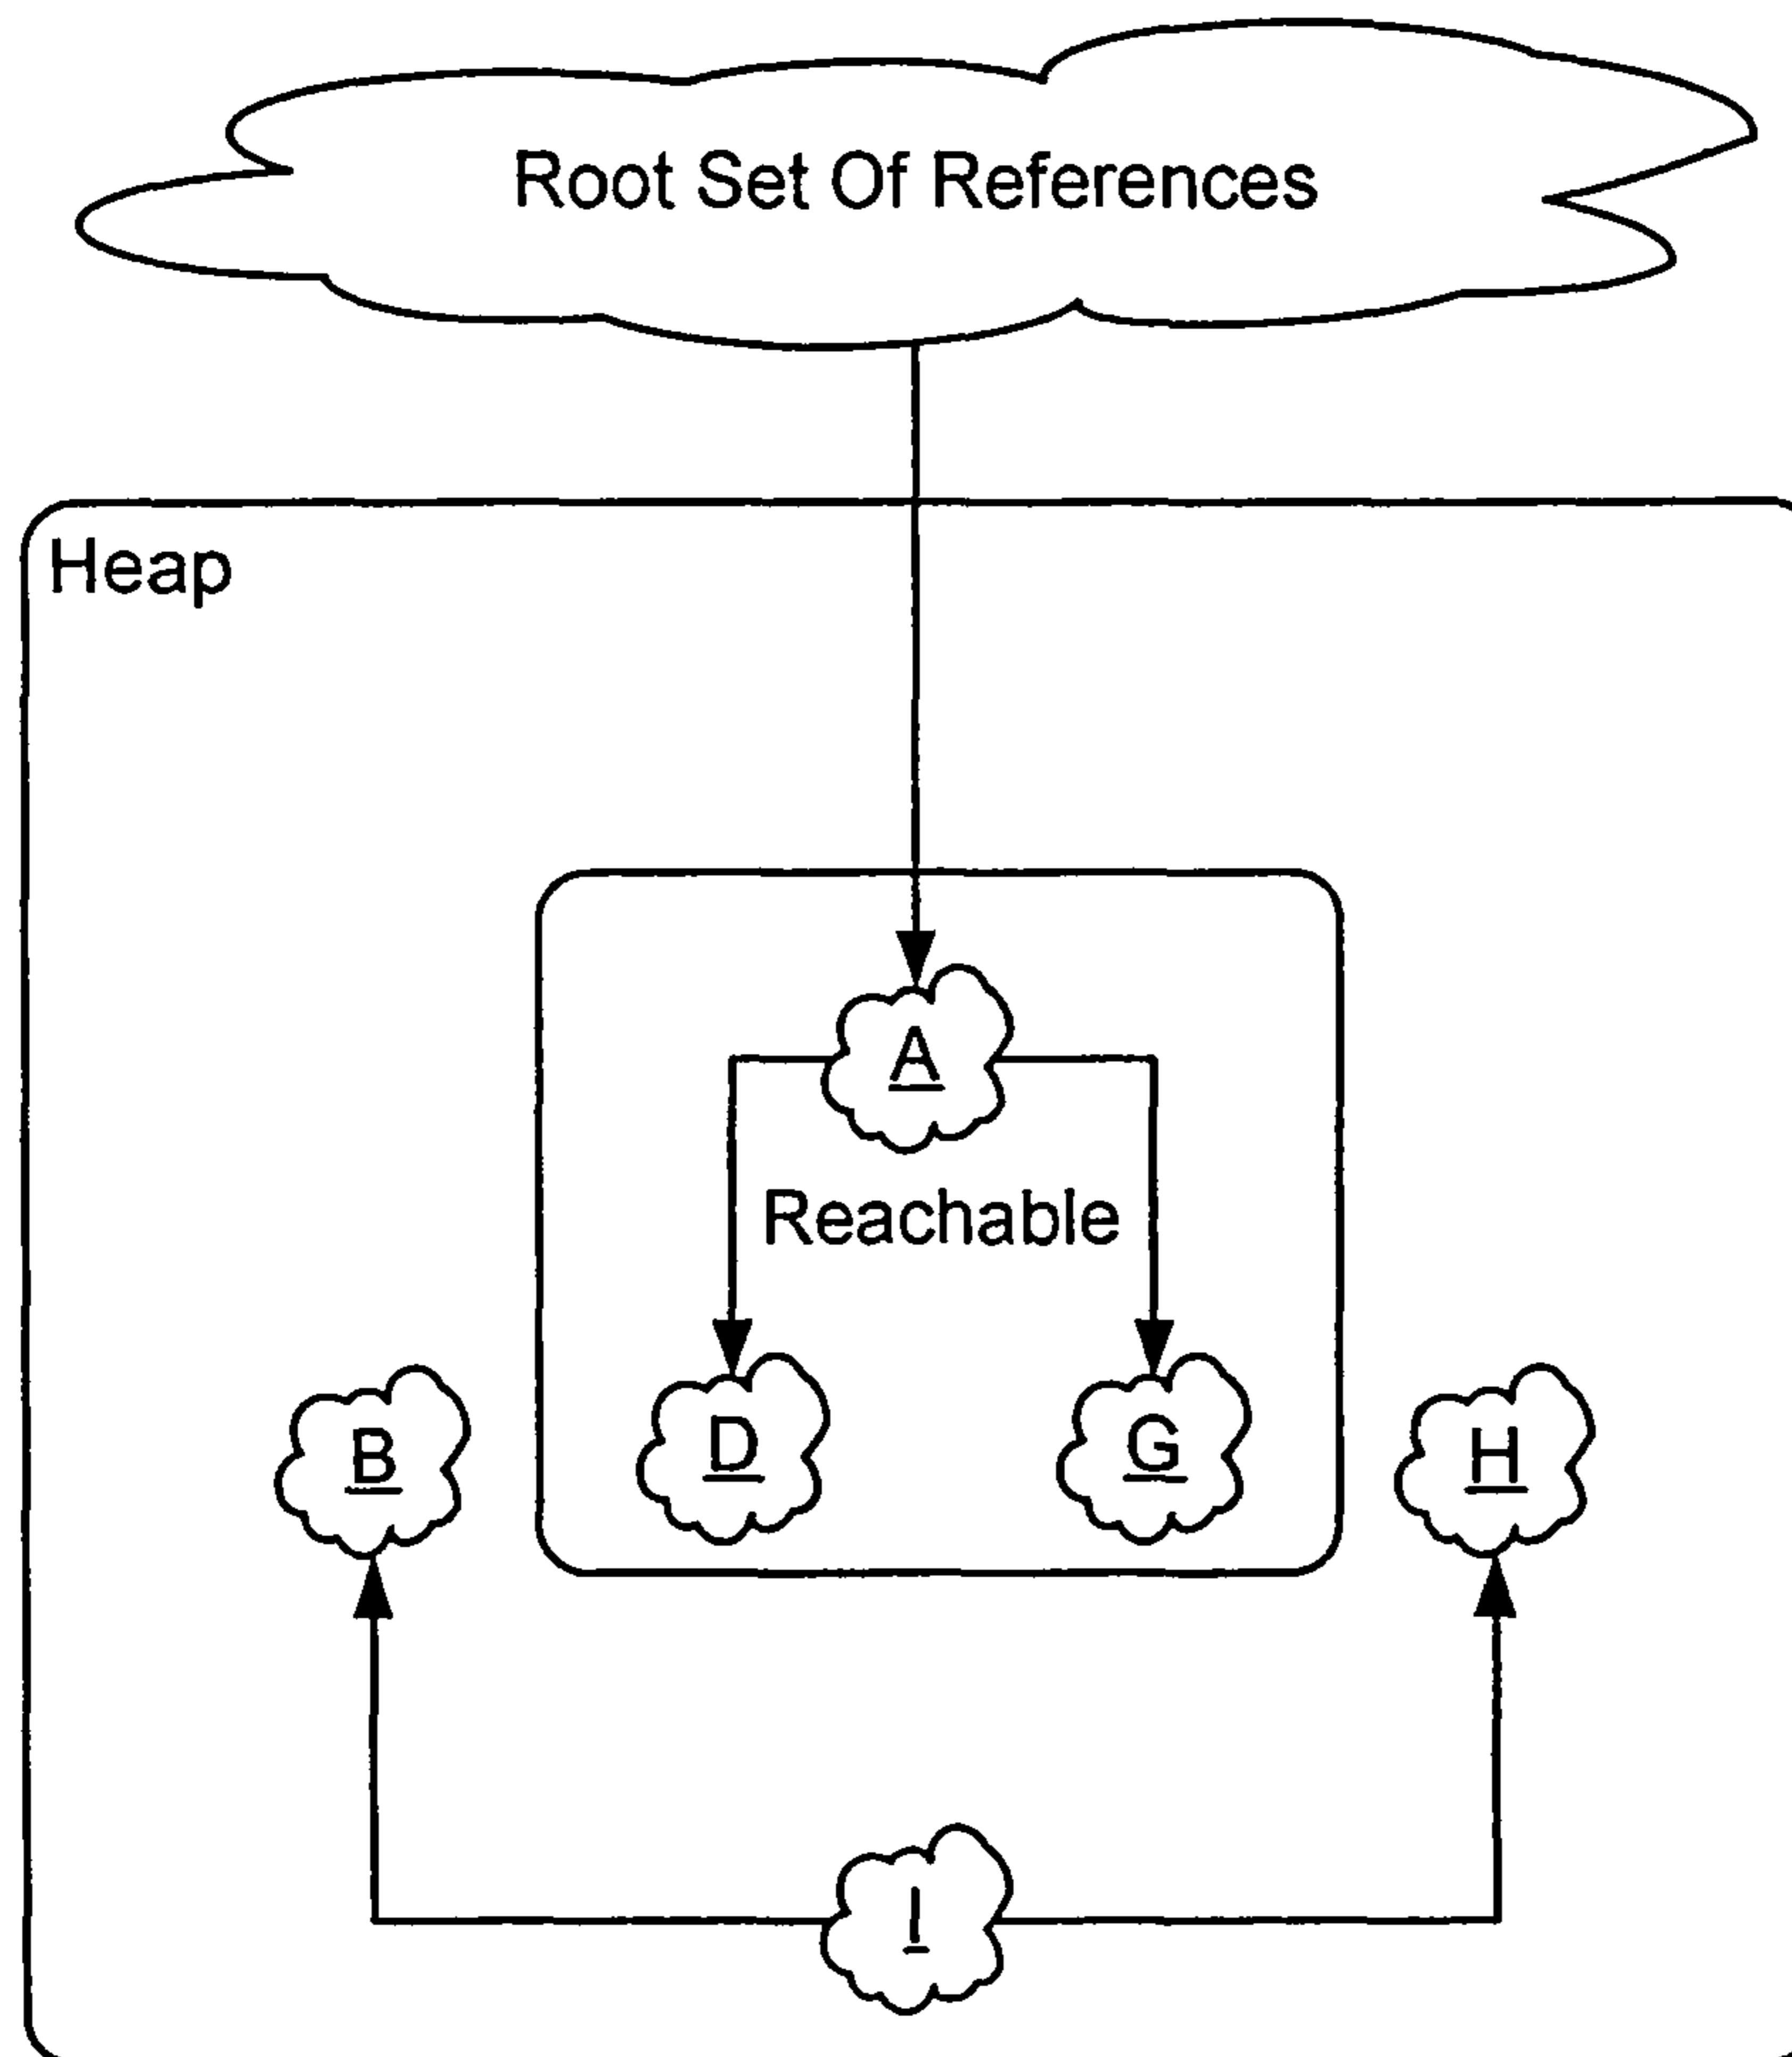 Root Set Of References
Heap
A
Reachable
B
D
G
H
I